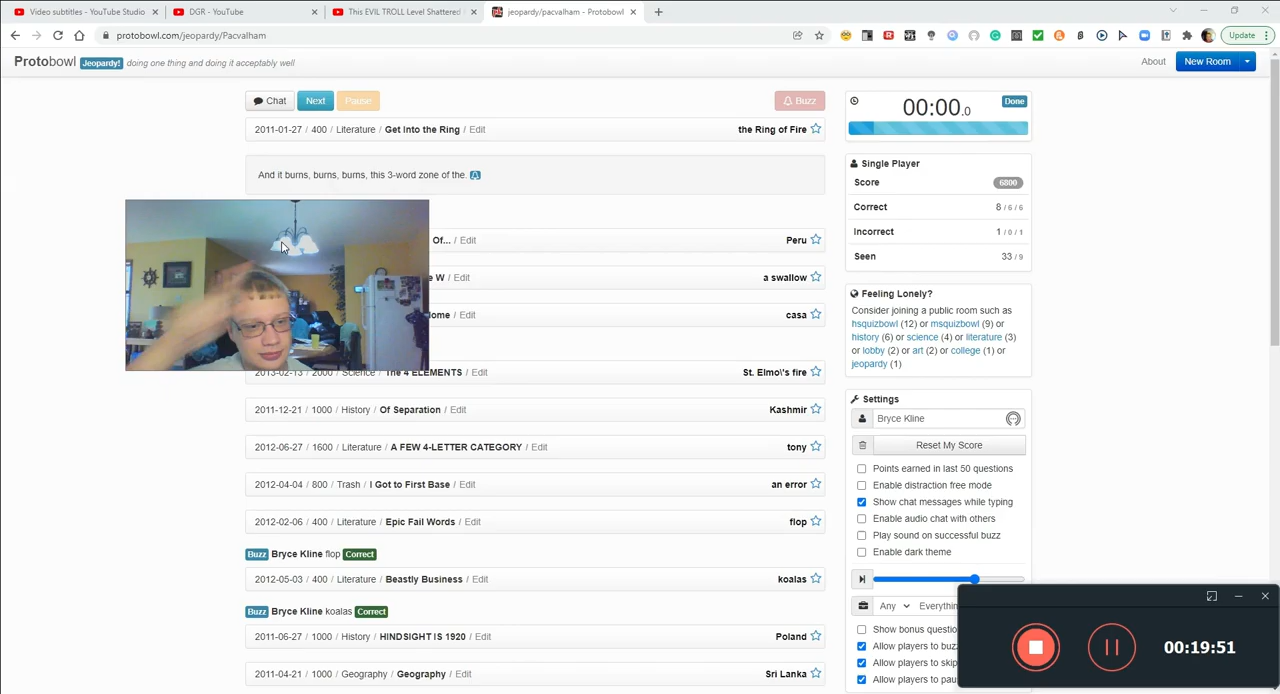 Video subtitles - YouTube Studio
DGR - YouTube
This EVIL TROLL Level Shattered
jeopardy/pacvalham - Protobowl
protobowl.com/jeopardy/Pacvalham
Update
Protobowl Jeopardy! doing one thing and doing it acceptably well
About
New Room
Chat
Next
Pause
Buzz
2011-01-27 / 400 / Literature / Get Into the Ring / Edit
the Ring of Fire
And it burns, burns, burns, this 3-word zone of the.
Of... / Edit
Peru
e W / Edit
a swallow
ome / Edit
casa
2013-02-13 / 2000 / Science / The 4 ELEMENTS / Edit
St. Elmo\'s fire
2011-12-21 / 1000 / History / Of Separation / Edit
Kashmir
2012-06-27 / 1600 / Literature / A FEW 4-LETTER CATEGORY / Edit
tony
2012-04-04 / 800 / Trash / I Got to First Base / Edit
an error
2012-02-06 / 400 / Literature / Epic Fail Words / Edit
flop
Buzz Bryce Kline flop Correct
2012-05-03 / 400 / Literature / Beastly Business / Edit
koalas
Buzz Bryce Kline koalas Correct
2011-06-27 / 1000 / History / HINDSIGHT IS 1920 / Edit
Poland
2011-04-21 / 1000 / Geography / Geography / Edit
Sri Lanka
00:00.0
Done
Single Player
Score 6800
Correct 8 / 6 / 6
Incorrect 1 / 0 / 1
Seen 33 / 9
Feeling Lonely?
Consider joining a public room such as
hsquizbowl (12) or msquizbowl (9) or
history (6) or science (4) or literature (3)
or lobby (2) or art (2) or college (1) or
jeopardy (1)
Settings
Bryce Kline
Reset My Score
Points earned in last 50 questions
Enable distraction free mode
Show chat messages while typing
Enable audio chat with others
Play sound on successful buzz
Enable dark theme
Any
Everythin
Show bonus questio
Allow players to buzz
Allow players to skip
Allow players to pau
00:19:51